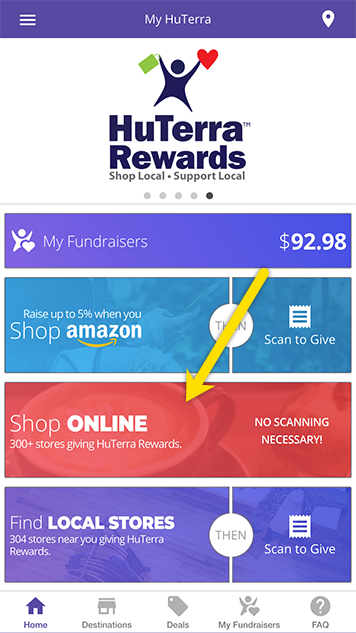 My HuTerra
HuTerra™
Rewards
Shop Local • Support Local
My Fundraisers
$92.98
Raise up to 5% when you
Shop amazon
THEN
Scan to Give
Shop ONLINE
300+ stores giving HuTerra Rewards.
NO SCANNING
NECESSARY!
Find LOCAL STORES
304 stores near you giving HuTerra
Rewards.
THEN
Scan to Give
Home
Destinations
Deals
My Fundraisers
FAQ